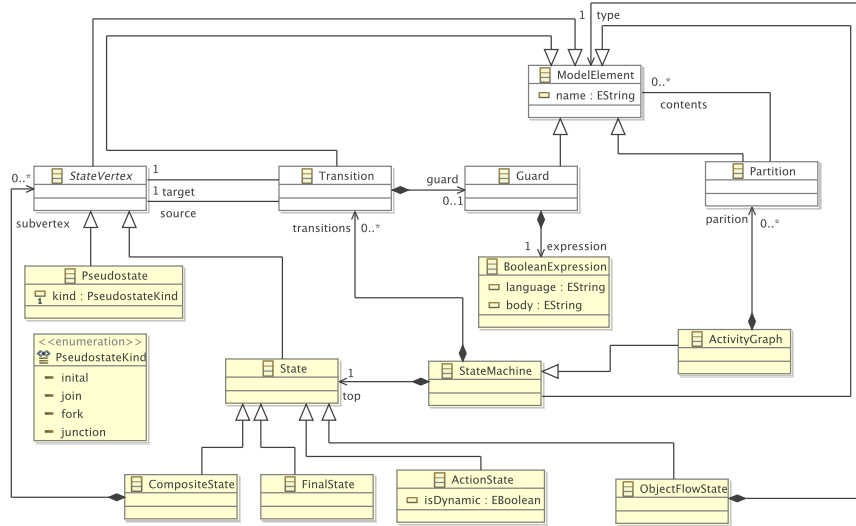 1 type
ModelElement
name : EString
0..*
contents
0..*
StateVertex
1
1 target
source
subvertex
Transition
guard
0..1
Guard
Partition
parition
0..*
transitions 0..*
1 expression
Pseudostate
1
kind : PseudostateKind
BooleanExpression
language : EString
body : EString
<<enumeration>>
PseudostateKind
inital
join
fork
junction
ActivityGraph
State
1
top
StateMachine
CompositeState
FinalState
ActionState
isDynamic : EBoolean
ObjectFlowState